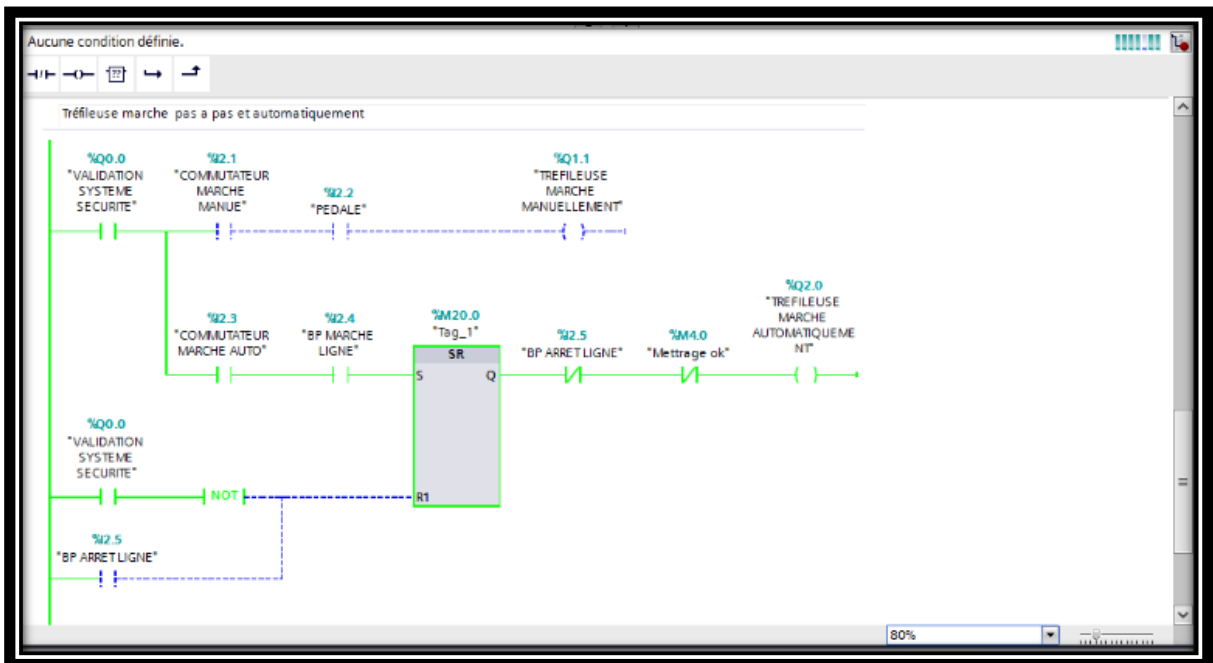 Aucune condition définie.
??
Tréfileuse marche pas a pas et automatiquement
%Q0.0
"VALIDATION
SYSTEME
SECURITE"
%I2.1
"COMMUTATEUR
MARCHE
MANUE"
%I2.2
"PEDALE"
%Q1.1
"TREFILEUSE
MARCHE
MANUELLEMENT"
%I2.3
"COMMUTATEUR
MARCHE AUTO"
%I2.4
"BP MARCHE
LIGNE"
%M20.0
"Tag_1"
SR
S Q
R1
%I2.5
"BP ARRET LIGNE"
%M4.0
"Mettrage ok"
%Q2.0
"TREFILEUSE
MARCHE
AUTOMATIQUEME
NT"
%Q0.0
"VALIDATION
SYSTEME
SECURITE"
NOT
%I2.5
"BP ARRET LIGNE"
80%